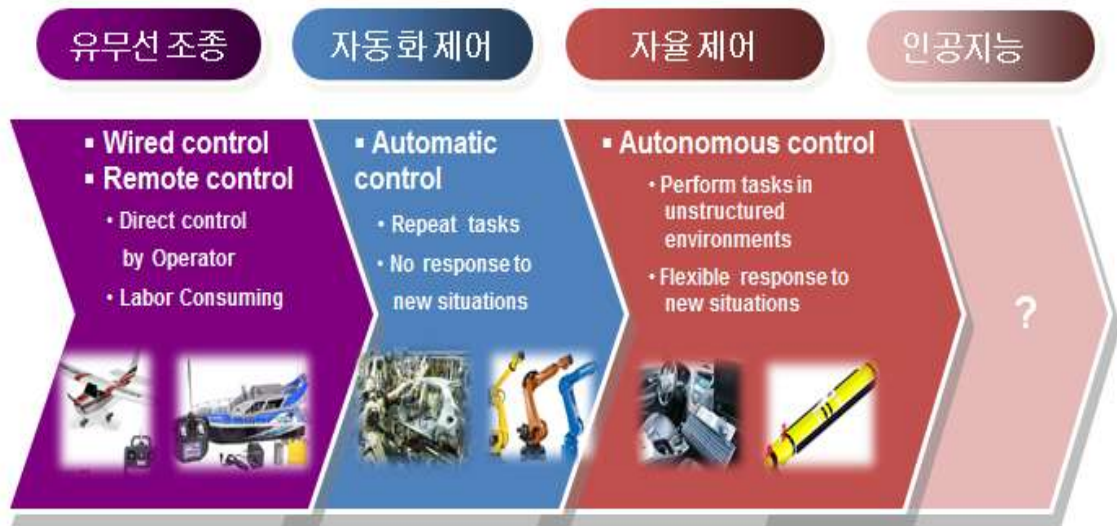 유무선 조종
자동화 제어
자율 제어
인공지능
▪ Wired control
▪ Remote control
• Direct control
by Operator
• Labor Consuming
▪ Automatic
control
• Repeat tasks
• No response to
new situations
▪ Autonomous control
• Perform tasks in
unstructured
environments
• Flexible response to
new situations
?